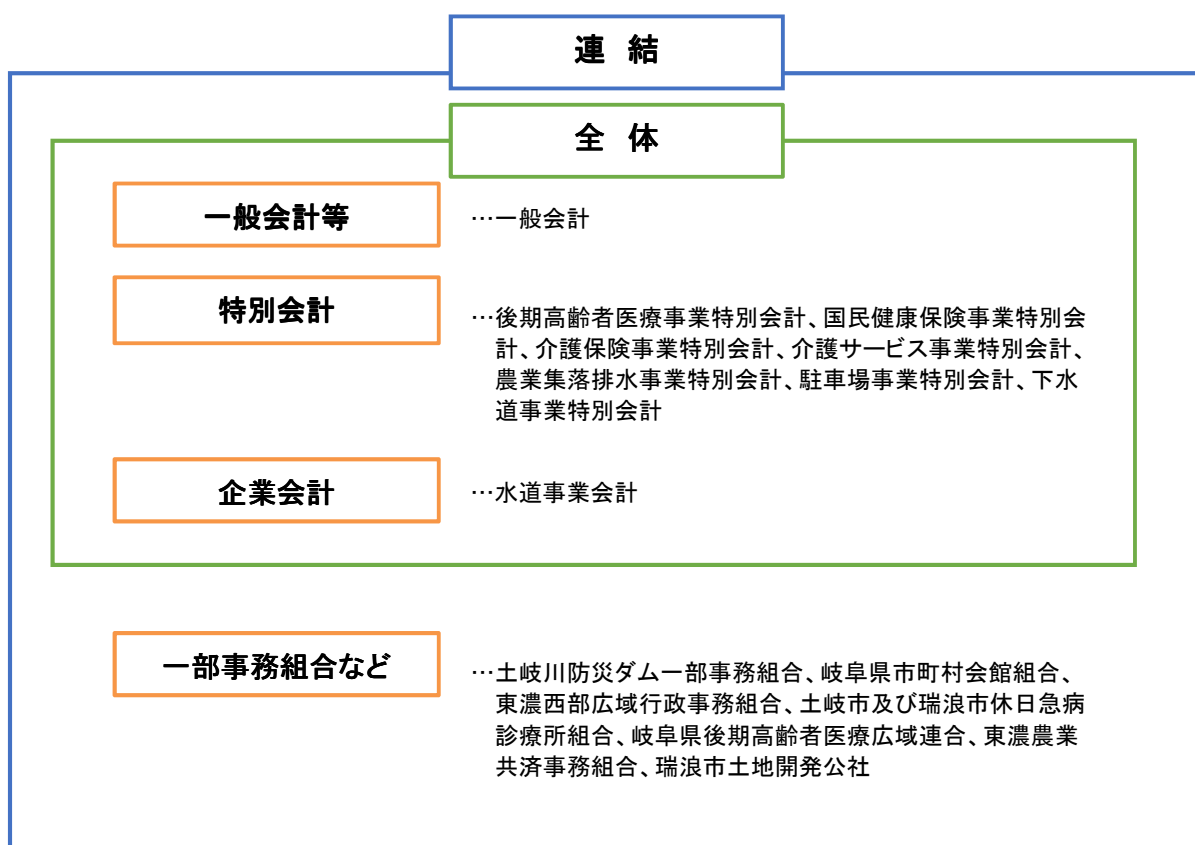 連 結
全 体
一般会計等
…一般会計
特別会計
…後期高齢者医療事業特別会計、国民健康保険事業特別会
計、介護保険事業特別会計、介護サービス事業特別会計、
農業集落排水事業特別会計、駐車場事業特別会計、下水
道事業特別会計
企業会計
…水道事業会計
一部事務組合など
…土岐川防災ダム一部事務組合、岐阜県市町村会館組合、
東濃西部広域行政事務組合、土岐市及び瑞浪市休日急病
診療所組合、岐阜県後期高齢者医療広域連合、東濃農業
共済事務組合、瑞浪市土地開発公社